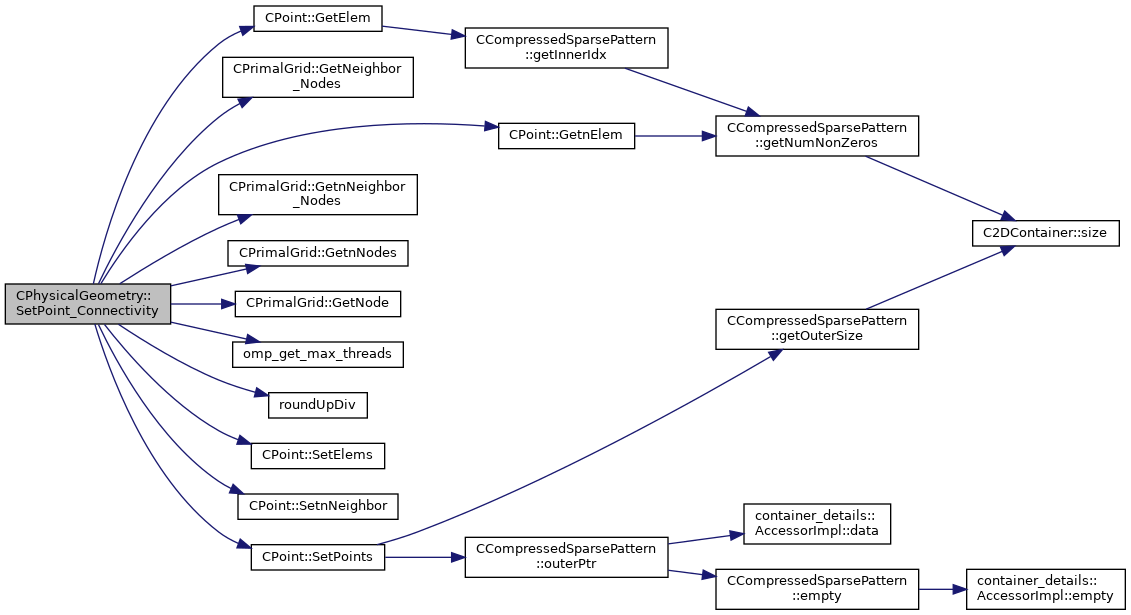 CPhysicalGeometry::
SetPoint_Connectivity
CPoint::GetElem
CPrimalGrid::GetNeighbor
_Nodes
CPoint::GetnElem
CPrimalGrid::GetnNeighbor
_Nodes
CPrimalGrid::GetnNodes
CPrimalGrid::GetNode
omp_get_max_threads
roundUpDiv
CPoint::SetElems
CPoint::SetnNeighbor
CPoint::SetPoints
CCompressedSparsePattern
::getInnerIdx
CCompressedSparsePattern
::getNumNonZeros
C2DContainer::size
CCompressedSparsePattern
::getOuterSize
CCompressedSparsePattern
::outerPtr
container_details::
AccessorImpl::data
CCompressedSparsePattern
::empty
container_details::
AccessorImpl::empty